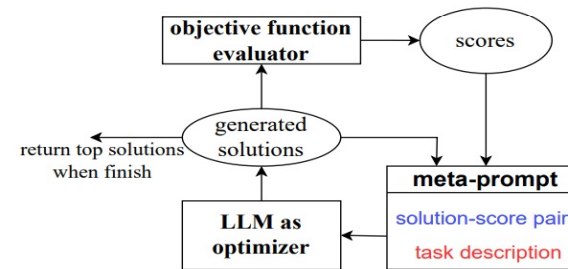 objective function
evaluator
scores
generated
solutions
return top solutions
when finish
meta-prompt
solution-score pair
task description
LLM as
optimizer